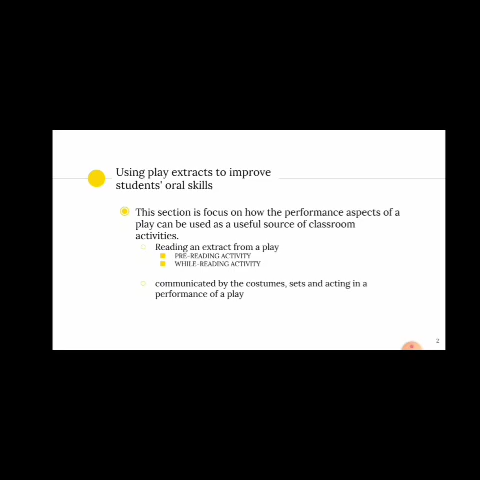 Using play extracts to improve
students' oral skills
This section is focus on how the performance aspects of a
play can be used as a useful source of classroom
activities.
Reading an extract from a play
PRE-READING ACTIVITY
WHILE-READING ACTIVITY
communicated by the costumes, sets and acting in a
performance of a play
2